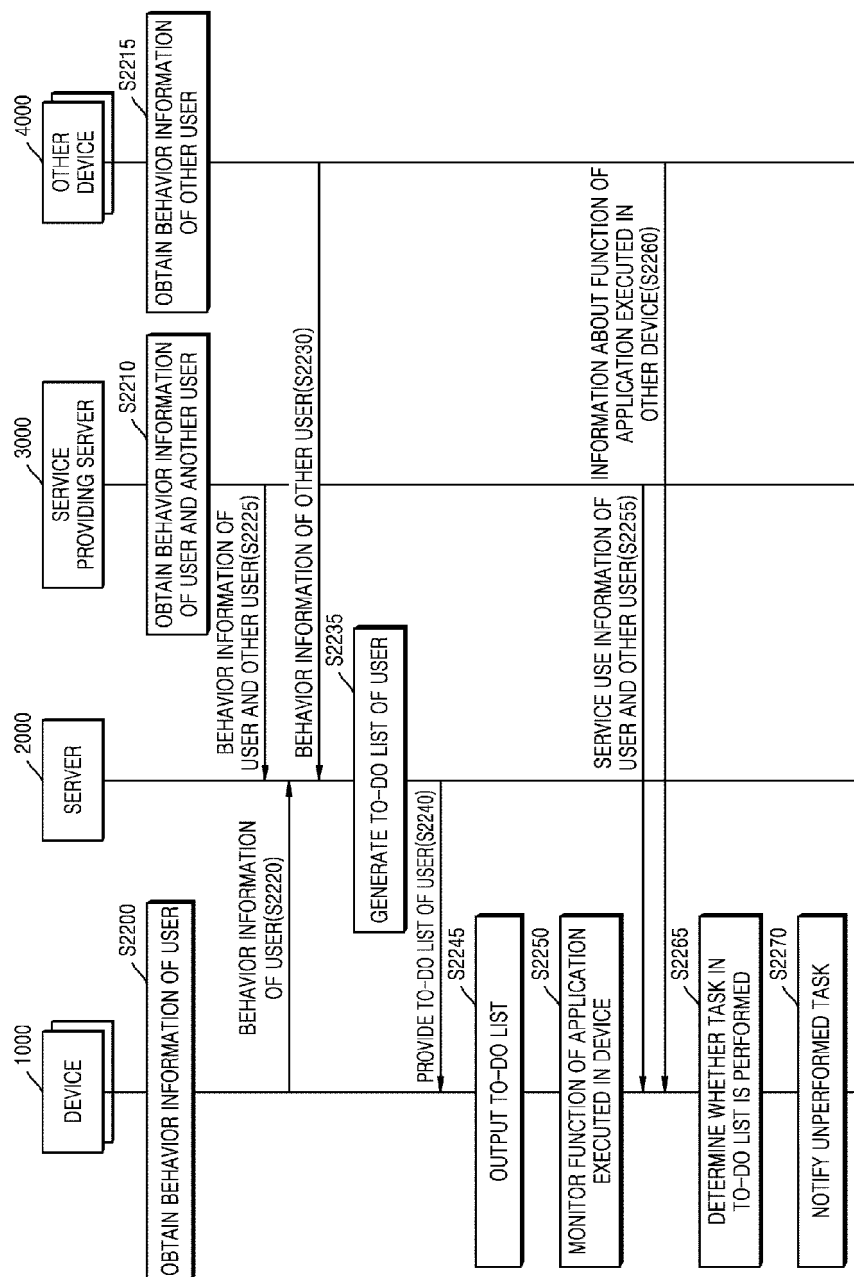 1000
DEVICE
2000
SERVER
3000
SERVICE
PROVIDING SERVER
4000
OTHER
DEVICE
S2200
OBTAIN BEHAVIOR INFORMATION OF USER
S2210
OBTAIN BEHAVIOR INFORMATION
OF USER AND ANOTHER USER
S2215
OBTAIN BEHAVIOR INFORMATION
OF OTHER USER
BEHAVIOR INFORMATION
OF USER(S2220)
BEHAVIOR INFORMATION OF
USER AND OTHER USER(S2225)
BEHAVIOR INFORMATION OF OTHER USER(S2230)
S2235
GENERATE TO-DO LIST OF USER
PROVIDE TO-DO LIST OF USER(S2240)
S2245
OUTPUT TO-DO LIST
S2250
MONITOR FUNCTION OF APPLICATION
EXECUTED IN DEVICE
SERVICE USE INFORMATION OF
USER AND OTHER USER(S2255)
INFORMATION ABOUT FUNCTION OF
APPLICATION EXECUTED IN
OTHER DEVICE(S2260)
S2265
DETERMINE WHETHER TASK IN
TO-DO LIST IS PERFORMED
S2270
NOTIFY UNPERFORMED TASK